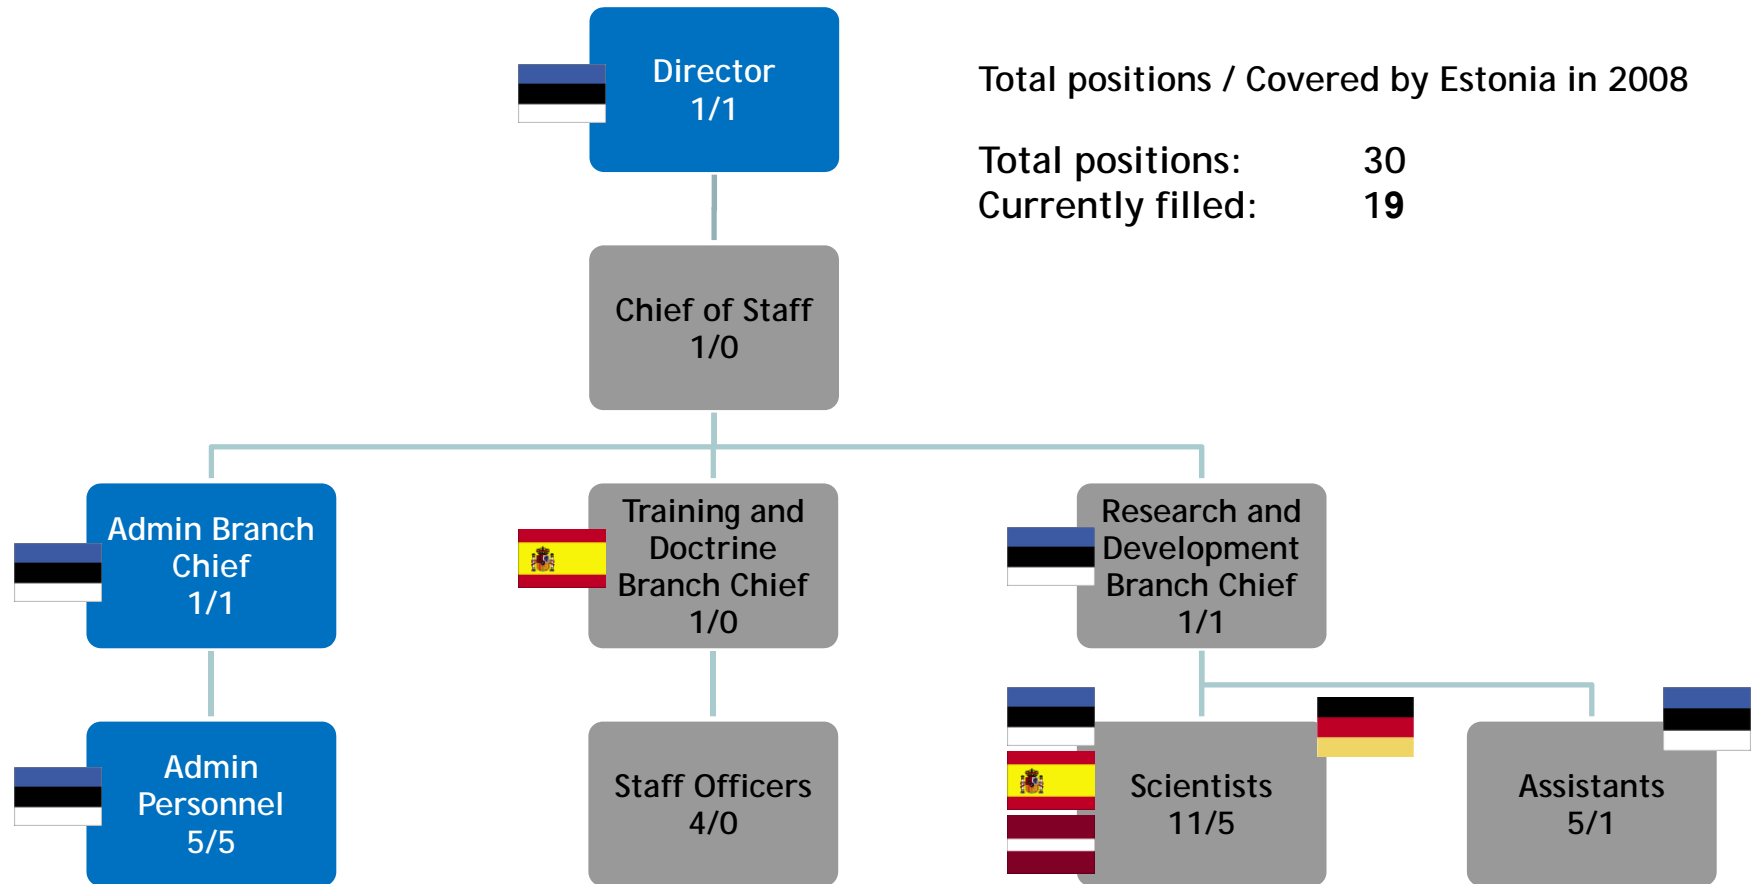 Director
1/1
Total positions / Covered by Estonia in 2008
Total positions: 30
Currently filled: 19
Chief of Staff
1/0
Admin Branch
Chief
1/1
Training and
Doctrine
Branch Chief
1/0
Research and
Development
Branch Chief
1/1
Admin
Personnel
5/5
Staff Officers
4/0
Scientists
11/5
Assistants
5/1